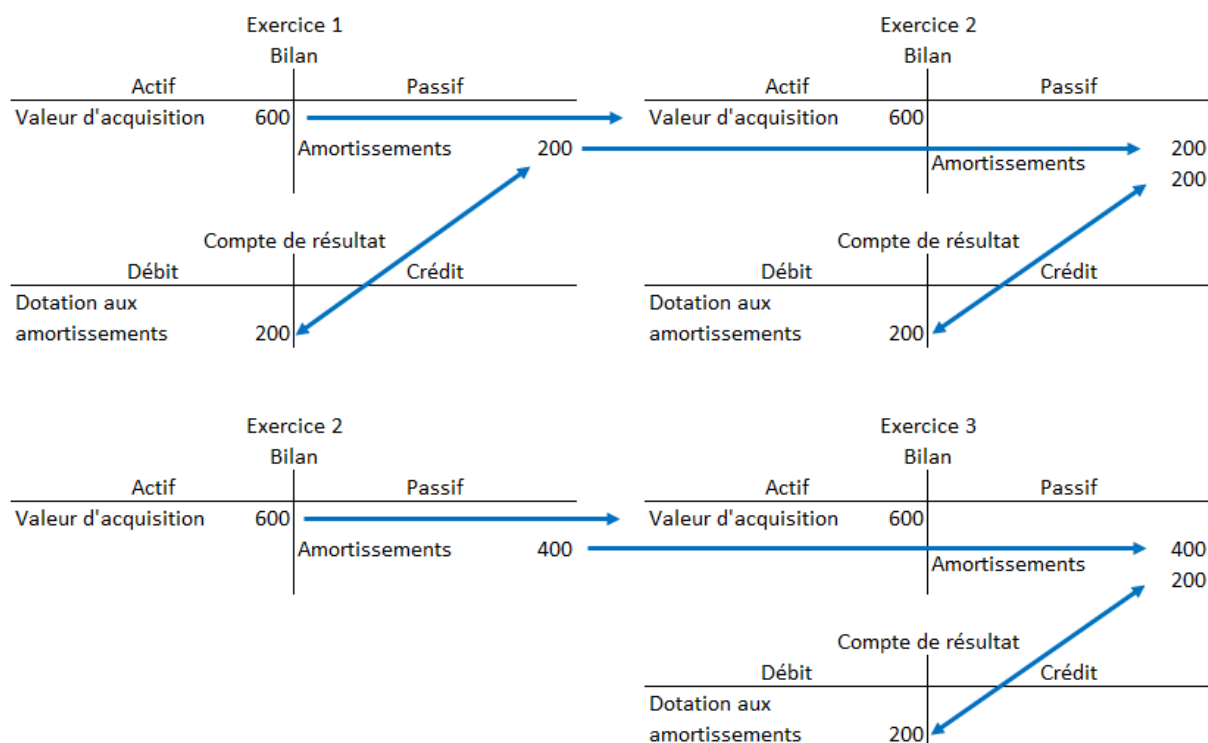 Exercice 1
Bilan
Actif Passif
Valeur d'acquisition 600
Amortissements 200
Compte de résultat
Débit Crédit
Dotation aux
amortissements 200
Exercice 2
Bilan
Actif Passif
Valeur d'acquisition 600
Amortissements 200
200
Compte de résultat
Débit Crédit
Dotation aux
amortissements 200
Exercice 2
Bilan
Actif Passif
Valeur d'acquisition 600
Amortissements 400
Exercice 3
Bilan
Actif Passif
Valeur d'acquisition 600
Amortissements 400
200
Compte de résultat
Débit Crédit
Dotation aux
amortissements 200